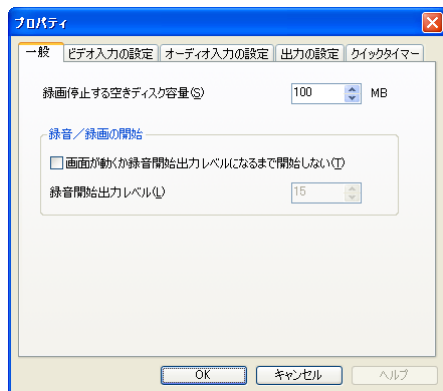 プロパティ
一般 ビデオ入力の設定 オーディオ入力の設定 出力の設定 クイックタイマー
録画停止する空きディスク容量(S) 100 MB
録音／録画の開始
画面が動くか録音開始出力レベルになるまで開始しない(T)
録音開始出力レベル(L) 15
OK キャンセル ヘルプ